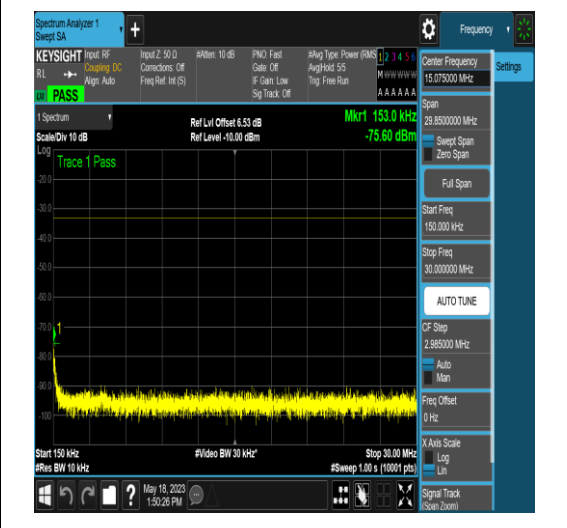 Spectrum Analyzer 1
Swept SA
+
Frequency
KEYSIGHT
RL
PASS
Input: RF
Coupling: DC
Align: Auto
Input Z: 50 Ω
Corrections: Off
Freq Ref: Int (S)
#Atten: 10 dB
PNO: Fast
Gate: Off
IF Gain: Low
Sig Track: Off
#Avg Type: Power (RMS
Avg|Hold: 5/5
Trig: Free Run
1 2 3 4 5 6
M W W W W W
A A A A A A
1 Spectrum
Scale/Div 10 dB
Ref Lvl Offset 6.53 dB
Ref Level -10.00 dBm
Mkr1 153.0 kHz
-75.60 dBm
Log
Trace 1 Pass
-20.0
-30.0
-40.0
-50.0
-60.0
-70.0
1
-80.0
-90.0
-100
Start 150 kHz
#Res BW 10 kHz
#Video BW 30 kHz*
Stop 30.00 MHz
#Sweep 1.00 s (10001 pts)
?
May 18, 2023
1:50:26 PM
Center Frequency
15.075000 MHz
Settings
Span
29.8500000 MHz
Swept Span
Zero Span
Full Span
Start Freq
150.000 kHz
Stop Freq
30.000000 MHz
AUTO TUNE
CF Step
2.985000 MHz
Auto
Man
Freq Offset
0 Hz
X Axis Scale
Log
Lin
Signal Track
(Span Zoom)